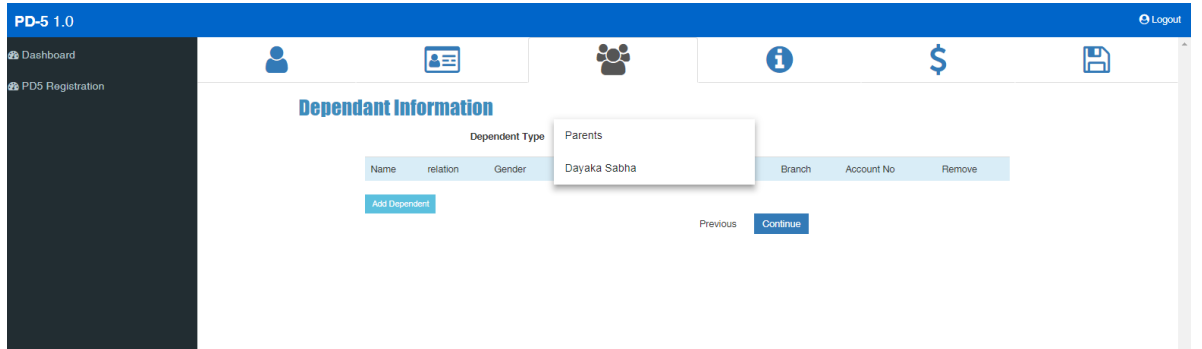 PD-5 1.0
Logout
Dashboard
PD5 Registration
Dependant Information
Dependent Type
Parents
Dayaka Sabha
Name relation Gender Branch Account No Remove
Add Dependent
Previous Continue